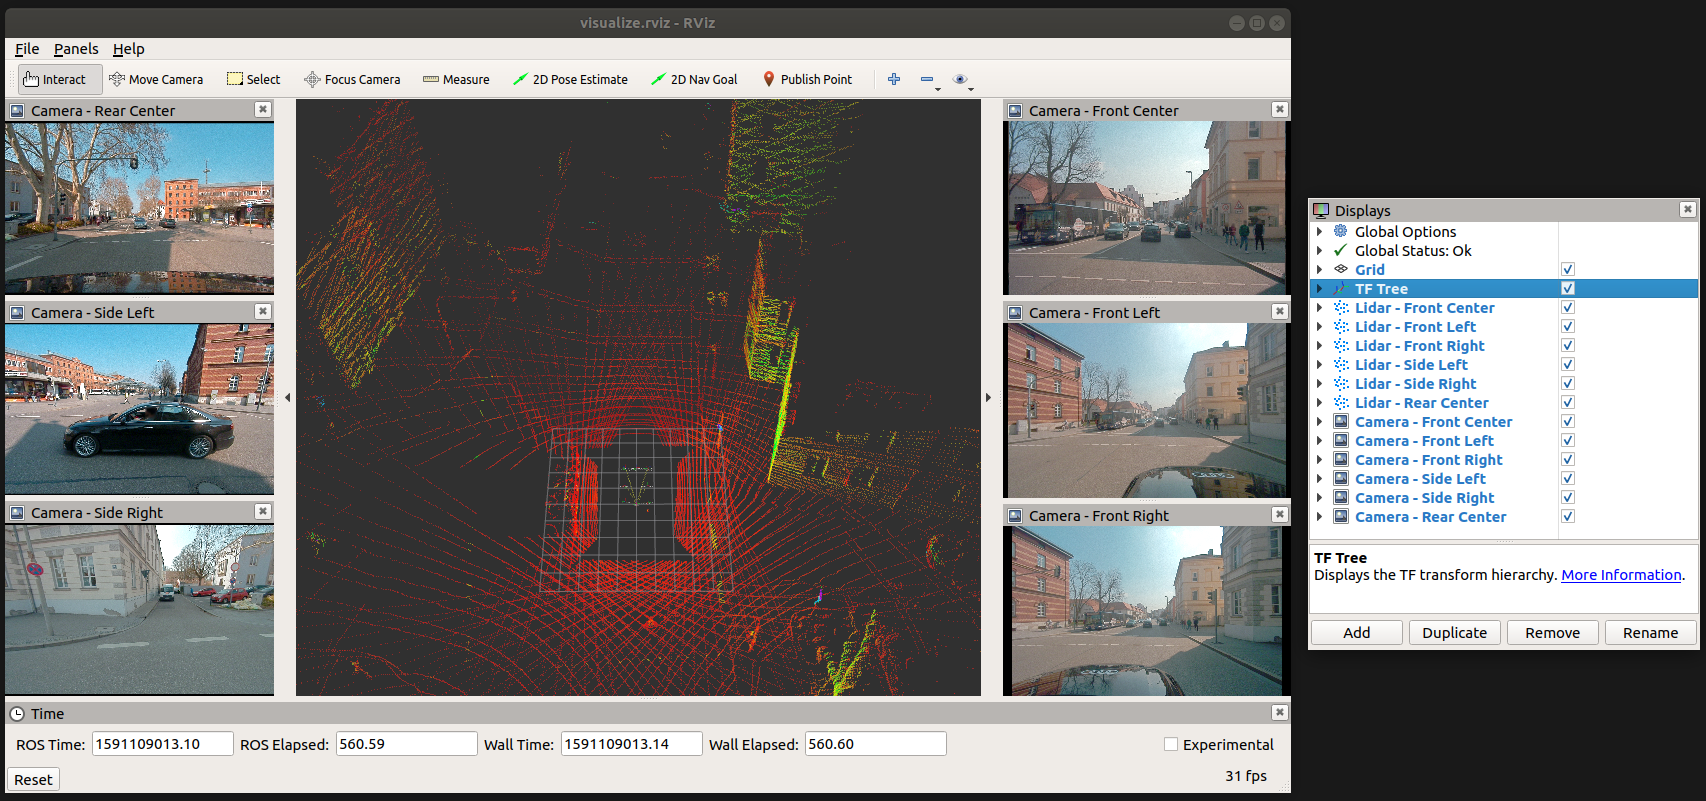 visualize.rviz - RViz
File Panels Help
Interact Move Camera Select Focus Camera Measure 2D Pose Estimate 2D Nav Goal Publish Point
Camera - Rear Center
Camera - Side Left
Camera - Side Right
Camera - Front Center
Camera - Front Left
Camera - Front Right
Time
ROS Time: 1591109013.10 ROS Elapsed: 560.59 Wall Time: 1591109013.14 Wall Elapsed: 560.60 Experimental
Reset 31 fps
Displays
Global Options
Global Status: Ok
Grid
TF Tree
Lidar - Front Center
Lidar - Front Left
Lidar - Front Right
Lidar - Side Left
Lidar - Side Right
Lidar - Rear Center
Camera - Front Center
Camera - Front Left
Camera - Front Right
Camera - Side Left
Camera - Side Right
Camera - Rear Center
TF Tree
Displays the TF transform hierarchy. More Information.
Add Duplicate Remove Rename